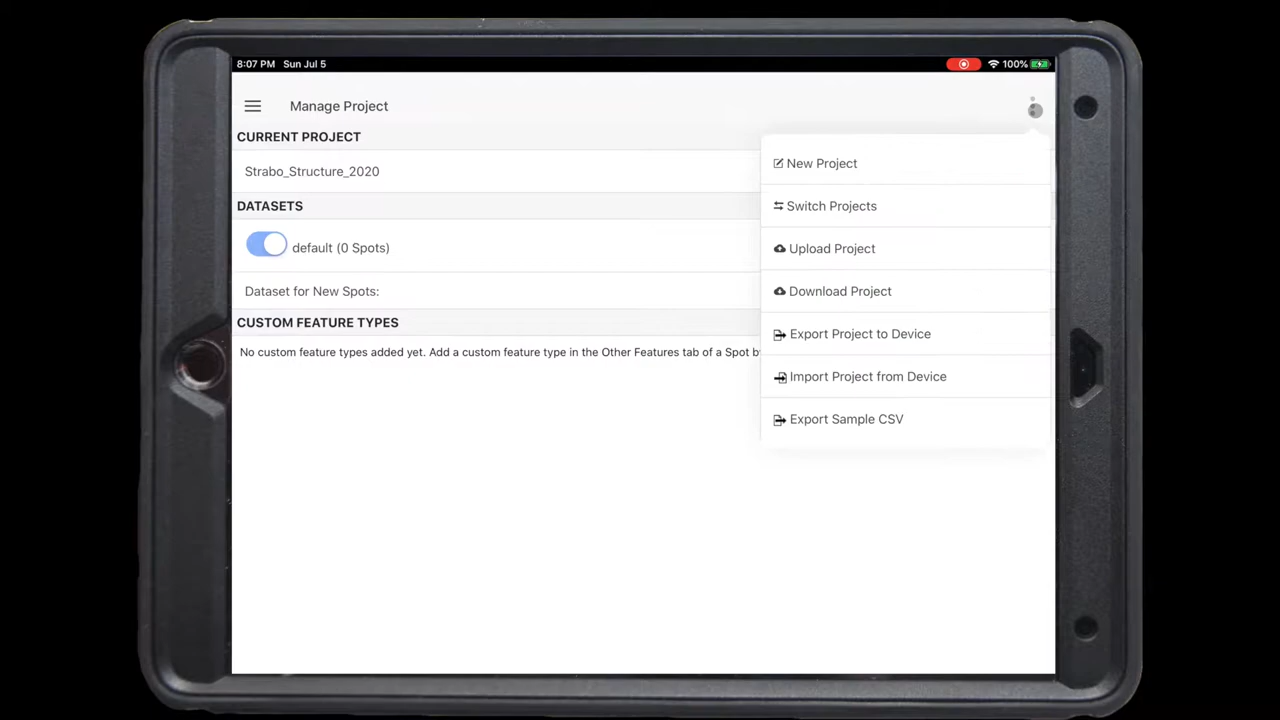 8:07 PM Sun Jul 5
100%
Manage Project
CURRENT PROJECT
Strabo_Structure_2020
DATASETS
default (0 Spots)
Dataset for New Spots:
CUSTOM FEATURE TYPES
No custom feature types added yet. Add a custom feature type in the Other Features tab of a Spot
New Project
Switch Projects
Upload Project
Download Project
Export Project to Device
Import Project from Device
Export Sample CSV